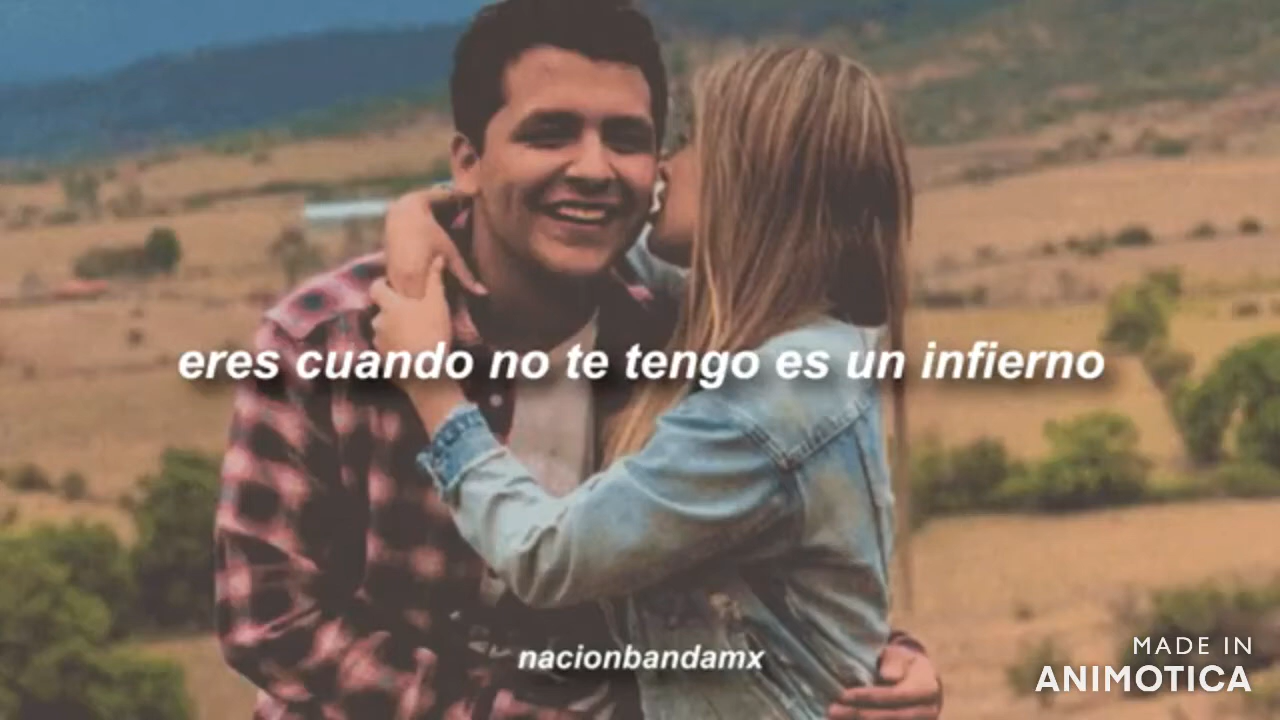 eres cuando no te tengo es un infierno
nacionbandamx
MADE IN
ANIMOTICA